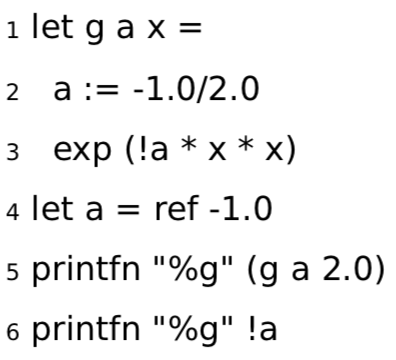 1 let g a x =
2   a := -1.0/2.0
3   exp (!a * x * x)
4 let a = ref -1.0
5 printfn "%g" (g a 2.0)
6 printfn "%g" !a